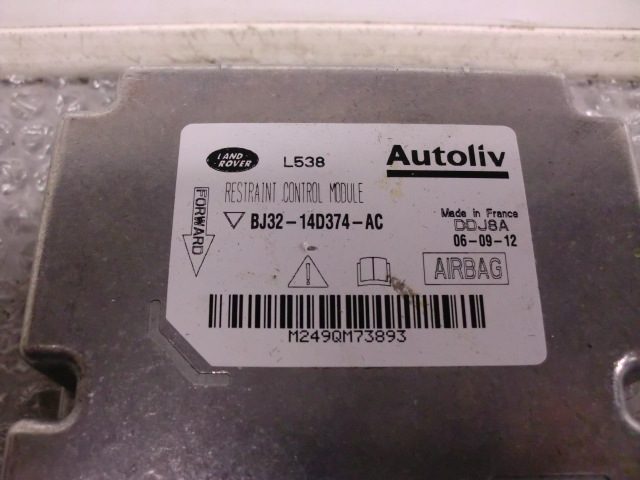 LAND ROVER
L538
Autoliv
RESTRAINT CONTROL MODULE
FORWARD
BJ32-14D374-AC
Made in France
DDJ8A
06-09-12
AIRBAG
M249QM73893